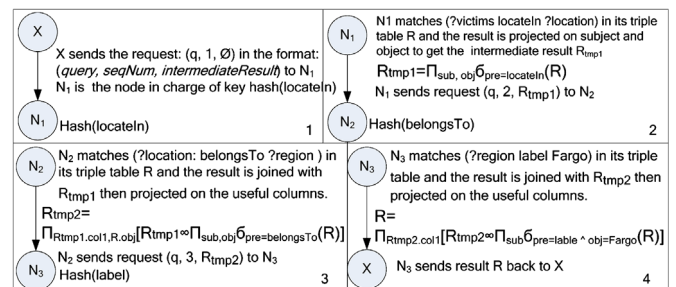 X
X sends the request: (q, 1, Ø) in the format:
(query, seqNum, intermediateResult) to N₁
N₁ is the node in charge of key hash(locateIn)
N₁
Hash(locateIn)
1
N₁
N1 matches (?victims locateIn ?location) in its triple
table R and the result is projected on subject and
object to get the intermediate result Rtmp1
Rtmp1=Πsub, objбpre=locateIn(R)
N₁ sends request (q, 2, Rtmp1) to N₂
N₂
Hash(belongsTo)
2
N₂
N₂ matches (?location: belongsTo ?region ) in
its triple table R and the result is joined with
Rtmp1 then projected on the useful columns.
Rtmp2=
ΠRtmp1.col1,R.obj[Rtmp1∞Πsub,objбpre=belongsTo(R)]
N₂ sends request (q, 3, Rtmp2) to N₃
N₃
Hash(label)
3
N₃
N₃ matches (?region label Fargo) in its triple
table R and the result is joined with Rtmp2 then
projected on the useful columns.
R=
ΠRtmp2.col1[Rtmp2∞Πsubбpre=lable ^ obj=Fargo(R)]
X
N₃ sends result R back to X
4